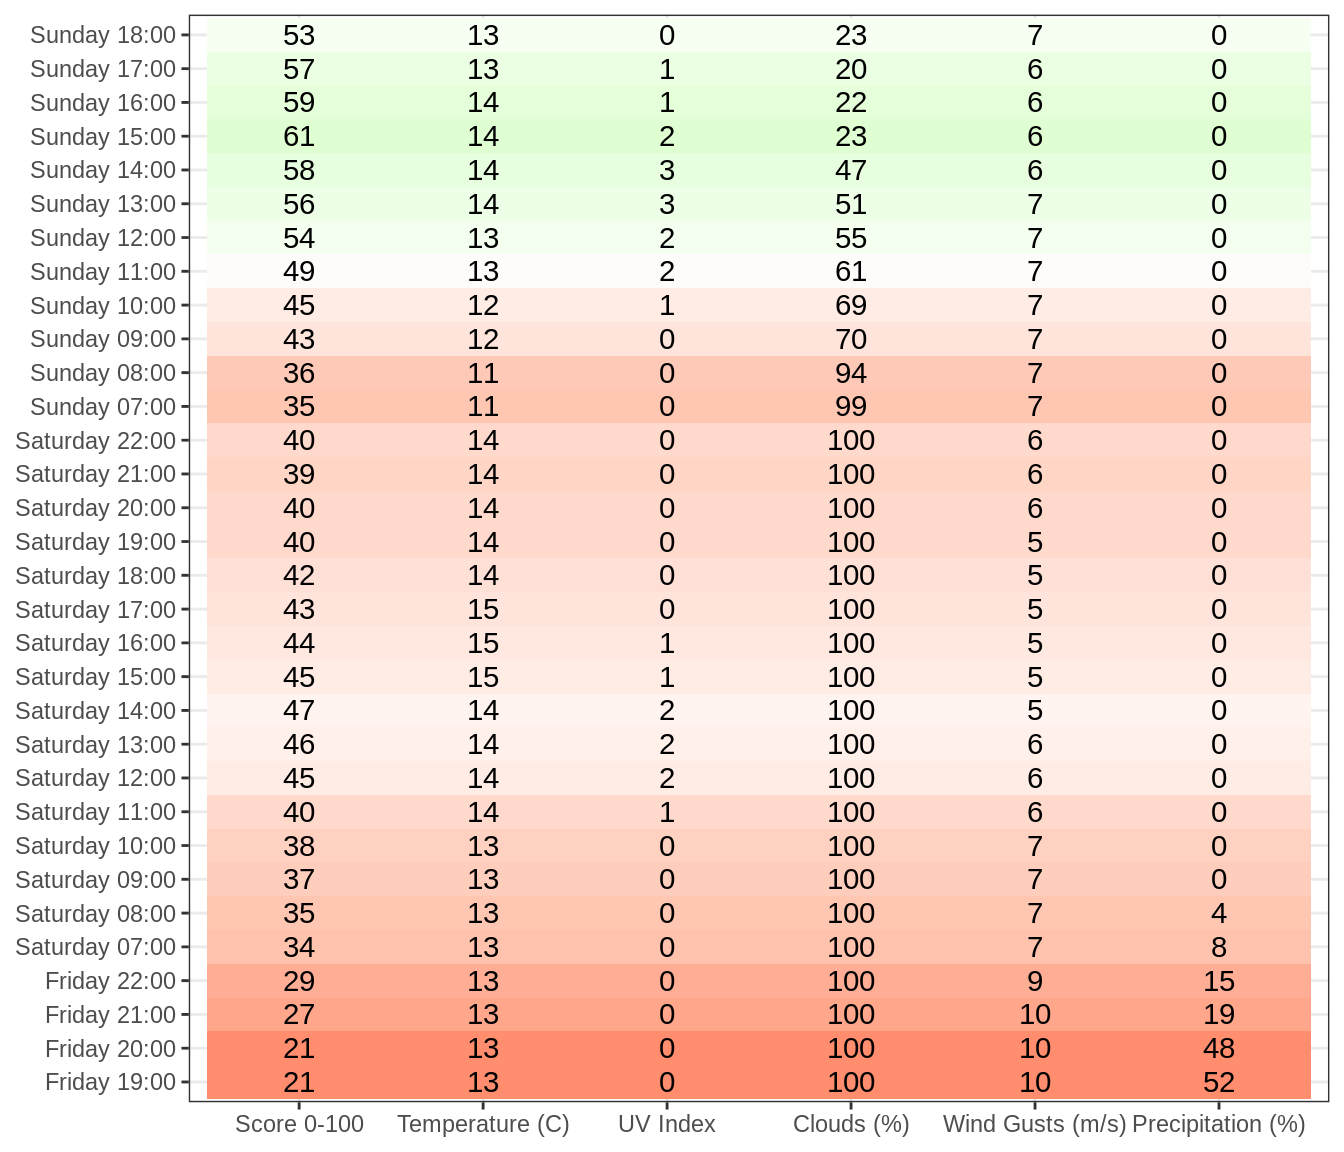 Sunday 18:00 53 13 0 23 7 0
Sunday 17:00 57 13 1 20 6 0
Sunday 16:00 59 14 1 22 6 0
Sunday 15:00 61 14 2 23 6 0
Sunday 14:00 58 14 3 47 6 0
Sunday 13:00 56 14 3 51 7 0
Sunday 12:00 54 13 2 55 7 0
Sunday 11:00 49 13 2 61 7 0
Sunday 10:00 45 12 1 69 7 0
Sunday 09:00 43 12 0 70 7 0
Sunday 08:00 36 11 0 94 7 0
Sunday 07:00 35 11 0 99 7 0
Saturday 22:00 40 14 0 100 6 0
Saturday 21:00 39 14 0 100 6 0
Saturday 20:00 40 14 0 100 6 0
Saturday 19:00 40 14 0 100 5 0
Saturday 18:00 42 14 0 100 5 0
Saturday 17:00 43 15 0 100 5 0
Saturday 16:00 44 15 1 100 5 0
Saturday 15:00 45 15 1 100 5 0
Saturday 14:00 47 14 2 100 5 0
Saturday 13:00 46 14 2 100 6 0
Saturday 12:00 45 14 2 100 6 0
Saturday 11:00 40 14 1 100 6 0
Saturday 10:00 38 13 0 100 7 0
Saturday 09:00 37 13 0 100 7 0
Saturday 08:00 35 13 0 100 7 4
Saturday 07:00 34 13 0 100 7 8
Friday 22:00 29 13 0 100 9 15
Friday 21:00 27 13 0 100 10 19
Friday 20:00 21 13 0 100 10 48
Friday 19:00 21 13 0 100 10 52
Score 0-100 Temperature (C) UV Index Clouds (%) Wind Gusts (m/s) Precipitation (%)